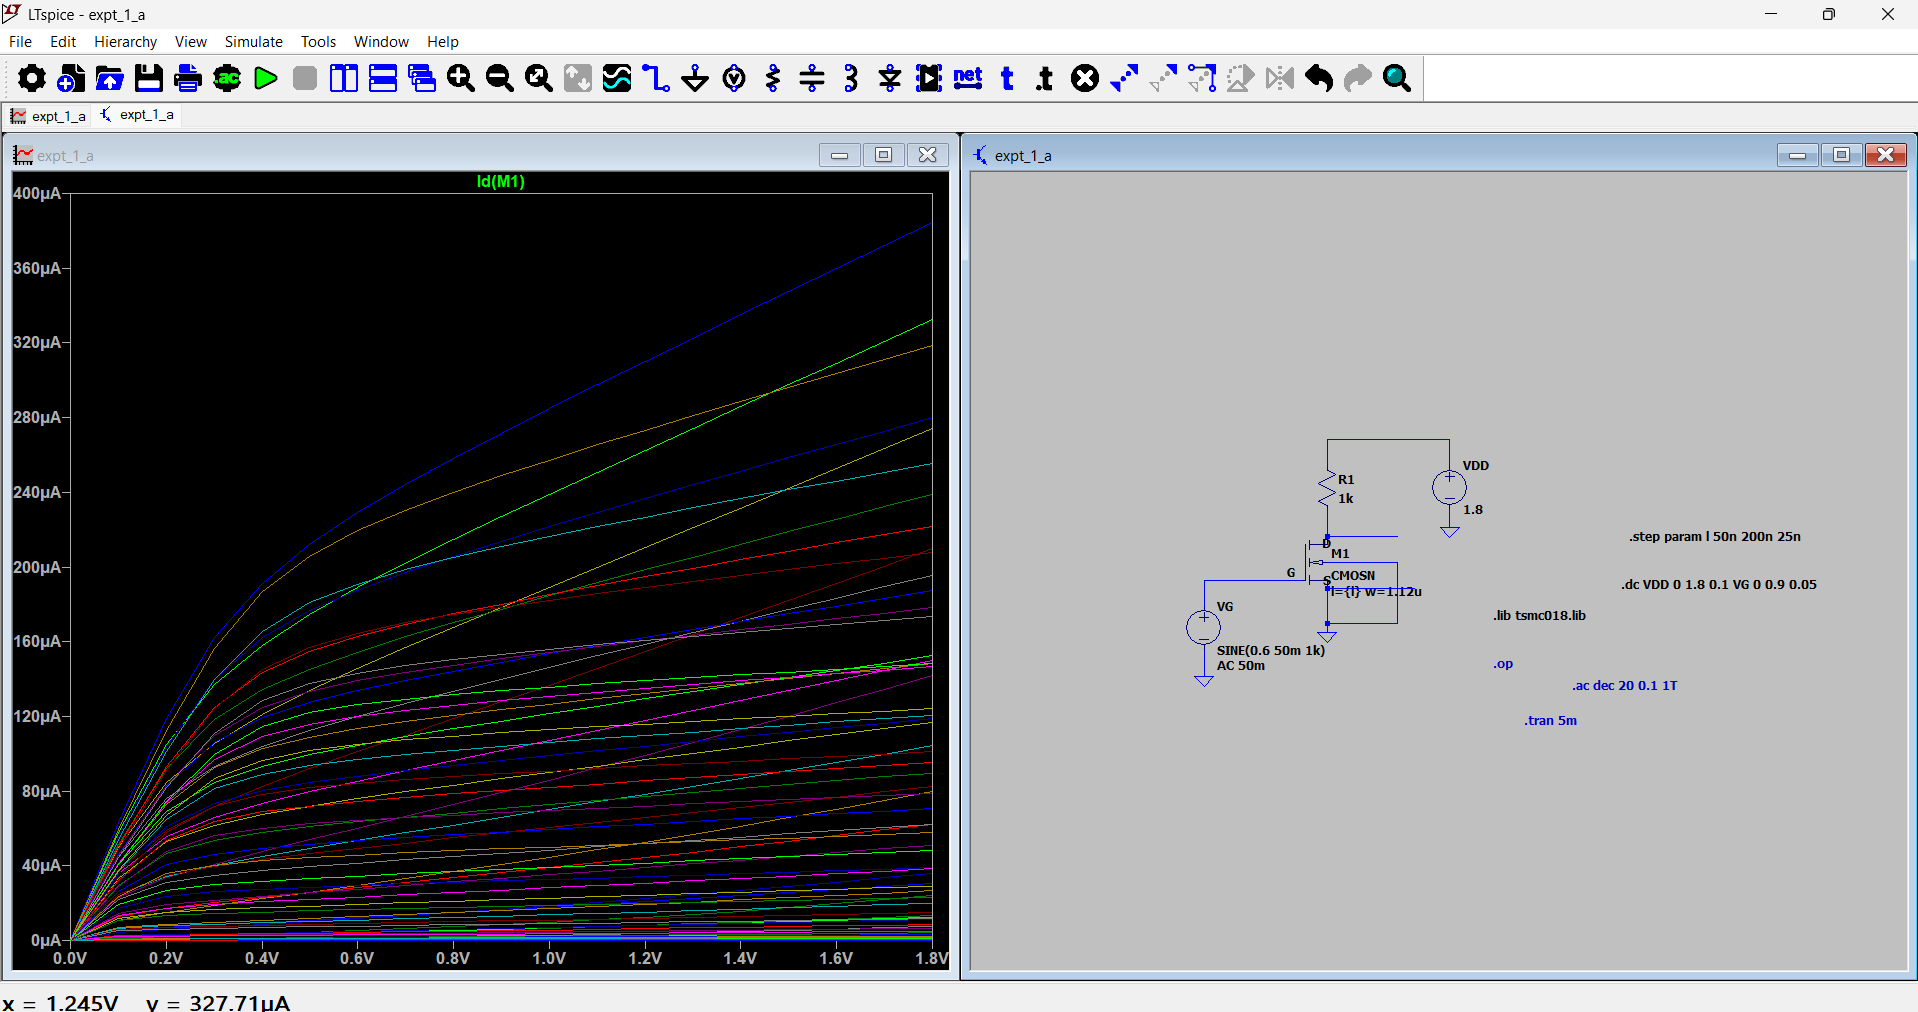 LTspice - expt_1_a
File Edit Hierarchy View Simulate Tools Window Help
.ac net t .t
expt_1_a expt_1_a
expt_1_a
Id(M1)
400µA
360µA
320µA
280µA
240µA
200µA
160µA
120µA
80µA
40µA
0µA
0.0V 0.2V 0.4V 0.6V 0.8V 1.0V 1.2V 1.4V 1.6V 1.8V
expt_1_a
VDD
R1
1k
1.8
D
M1
G
CMOSN
S
l={l} w=1.12u
VG
SINE(0.6 50m 1k)
AC 50m
.step param l 50n 200n 25n
.dc VDD 0 1.8 0.1 VG 0 0.9 0.05
.lib tsmc018.lib
.op
.ac dec 20 0.1 1T
.tran 5m
x = 1.245V y = 327.71µA